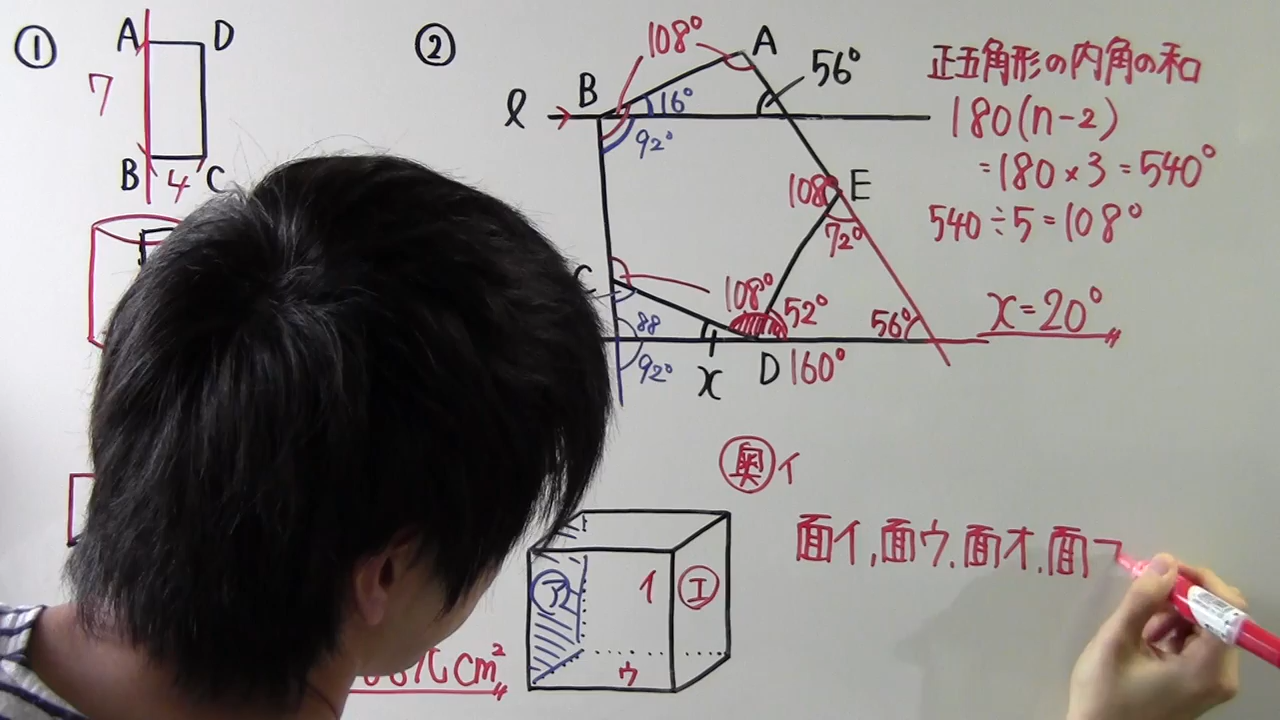 ①
A D
7
B 4 C
②
108°
A
56°
B
ℓ
16°
92°
108
E
72°
C
108°
52°
56°
88
92°
x
D 160°
正五角形の内角の和
180(n-2)
=180×3=540°
540÷5=108°
x=20°
奥 イ
面イ,面ウ,面オ,面
ア
イ
エ
ウ
cm²